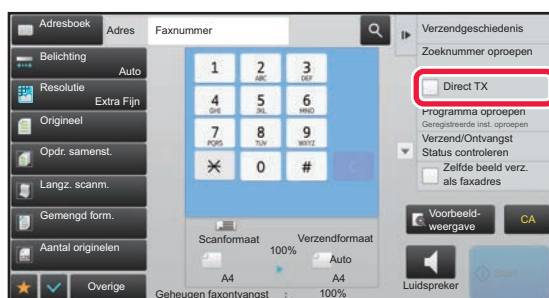 Adresboek
Adres
Faxnummer
Belichting
Auto
Resolutie
Extra Fijn
Origineel
Opdr. samenst.
Langz. scanm.
Gemengd form.
Aantal originelen
Overige
1
2
ABC
3
DEF
4
GHI
5
JKL
6
MNO
7
PQRS
8
TUV
9
WXYZ
0
#
Scanformaat
100%
Verzendformaat
Auto
A4
A4
Geheugen faxontvangst : 100%
Verzendgeschiedenis
Zoeknummer oproepen
Direct TX
Programma oproepen
Geregistreerde inst. oproepen
Verzend/Ontvangst
Status controleren
Zelfde beeld verz.
als faxadres
Voorbeeld-
weergave
CA
Luidspreker
Start